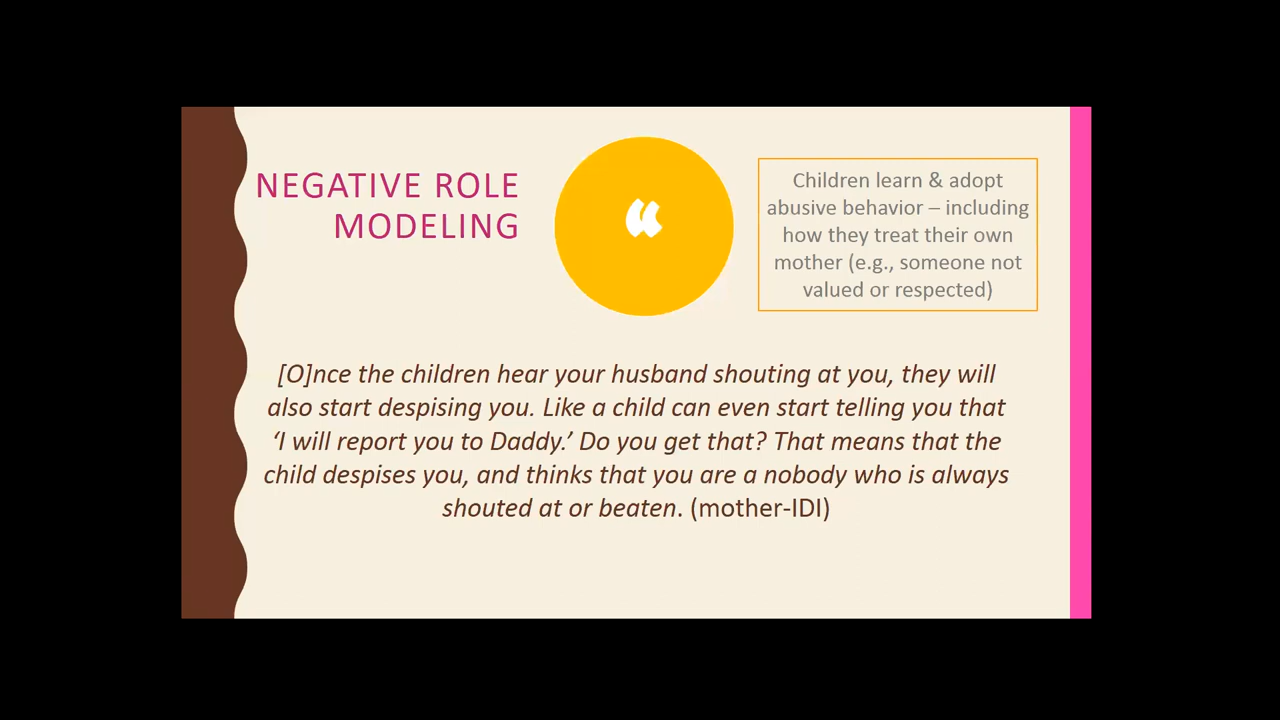 NEGATIVE ROLE
MODELING
“
Children learn & adopt
abusive behavior – including
how they treat their own
mother (e.g., someone not
valued or respected)
[O]nce the children hear your husband shouting at you, they will
also start despising you. Like a child can even start telling you that
‘I will report you to Daddy.’ Do you get that? That means that the
child despises you, and thinks that you are a nobody who is always
shouted at or beaten. (mother-IDI)